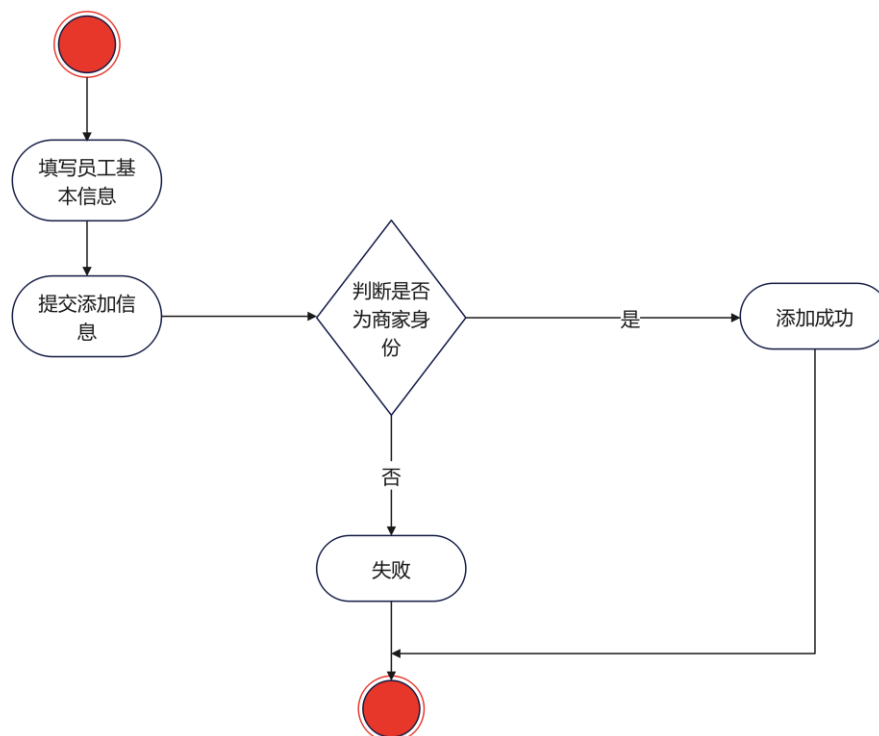 填写员工基
本信息
提交添加信
息
判断是否
为商家身
份
是
添加成功
否
失败